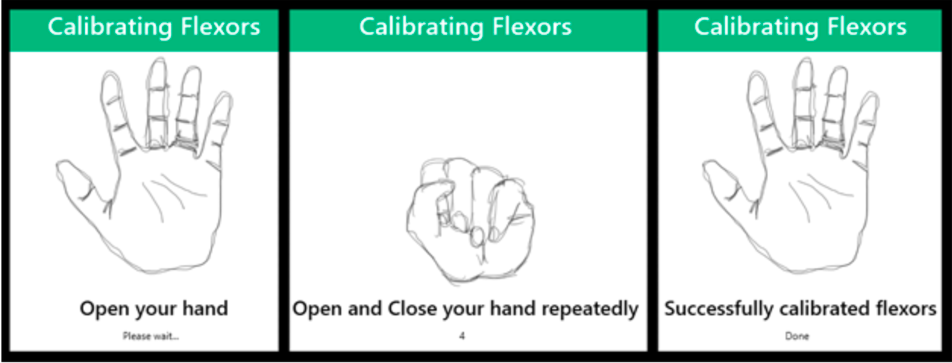 Calibrating Flexors
Open your hand
Please wait...
Calibrating Flexors
Open and Close your hand repeatedly
4
Calibrating Flexors
Successfully calibrated flexors
Done